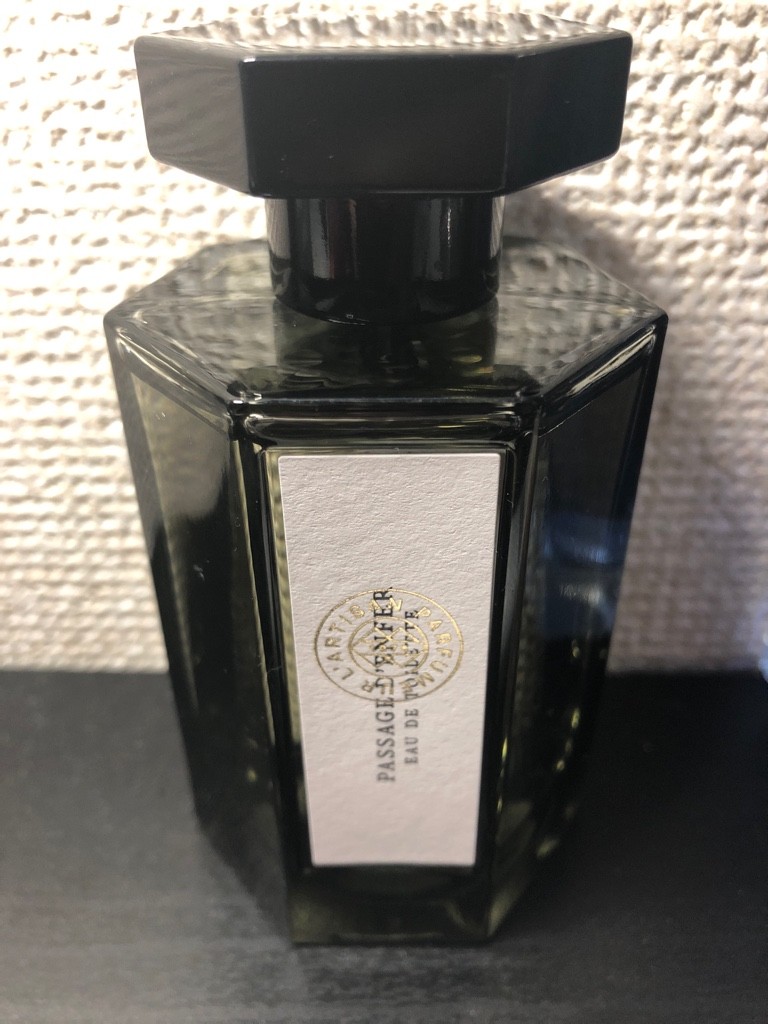 PASSAGE D'ENFER
EAU DE TOILETTE
L'ARTISAN PARFUMEUR